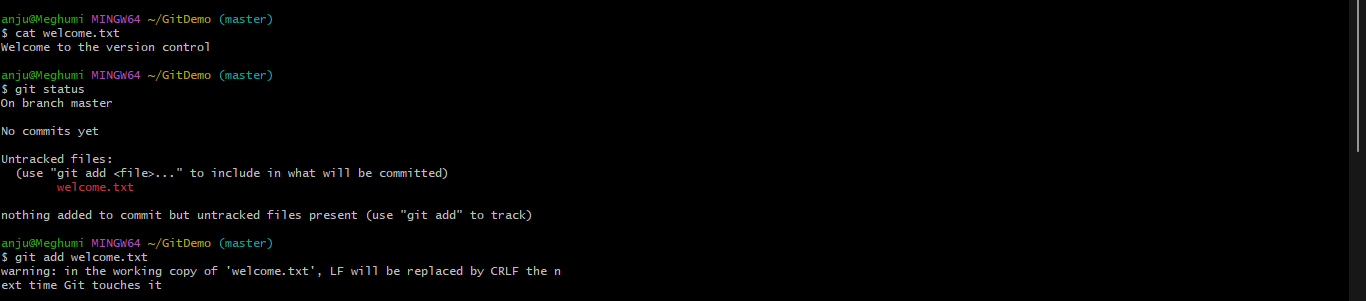 anju@Meghumi MINGW64 ~/GitDemo (master)
$ cat welcome.txt
Welcome to the version control
anju@Meghumi MINGW64 ~/GitDemo (master)
$ git status
On branch master
No commits yet
Untracked files:
  (use "git add <file>..." to include in what will be committed)
        welcome.txt
nothing added to commit but untracked files present (use "git add" to track)
anju@Meghumi MINGW64 ~/GitDemo (master)
$ git add welcome.txt
warning: in the working copy of 'welcome.txt', LF will be replaced by CRLF the n
ext time Git touches it